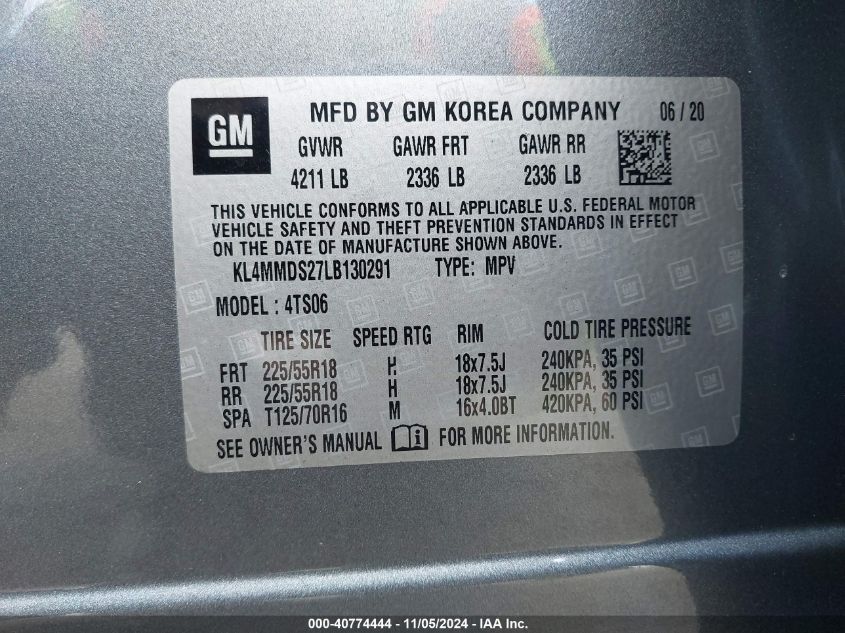 GM
MFD BY GM KOREA COMPANY 06 / 20
GVWR GAWR FRT GAWR RR
4211 LB 2336 LB 2336 LB
THIS VEHICLE CONFORMS TO ALL APPLICABLE U.S. FEDERAL MOTOR
VEHICLE SAFETY AND THEFT PREVENTION STANDARDS IN EFFECT
ON THE DATE OF MANUFACTURE SHOWN ABOVE.
KL4MMDS27LB130291 TYPE: MPV
MODEL : 4TS06
TIRE SIZE SPEED RTG RIM COLD TIRE PRESSURE
FRT 225/55R18 H 18x7.5J 240KPA, 35 PSI
RR 225/55R18 H 18x7.5J 240KPA, 35 PSI
SPA T125/70R16 M 16x4.0BT 420KPA, 60 PSI
SEE OWNER'S MANUAL FOR MORE INFORMATION.
000-40774444 - 11/05/2024 - IAA Inc.